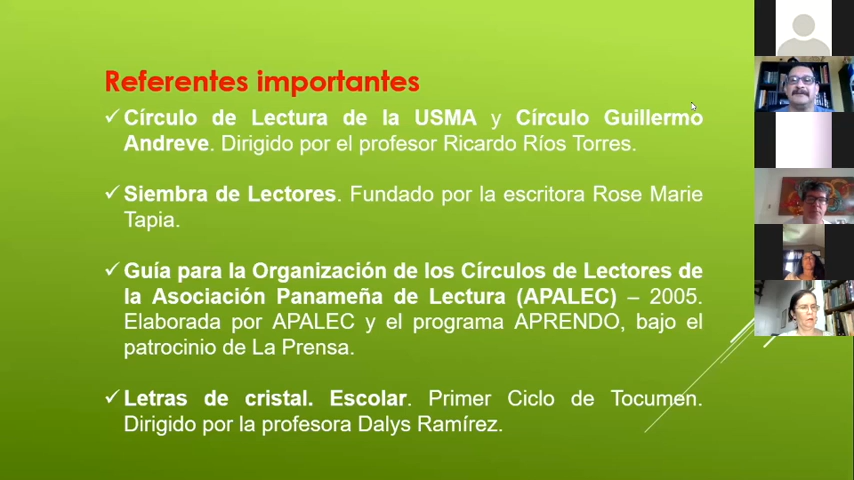 Referentes importantes
✓Círculo de Lectura de la USMA y Círculo Guillermo
Andreve. Dirigido por el profesor Ricardo Ríos Torres.
✓Siembra de Lectores. Fundado por la escritora Rose Marie
Tapia.
✓Guía para la Organización de los Círculos de Lectores de
la Asociación Panameña de Lectura (APALEC) – 2005.
Elaborada por APALEC y el programa APRENDO, bajo el
patrocinio de La Prensa.
✓Letras de cristal. Escolar. Primer Ciclo de Tocumen.
Dirigido por la profesora Dalys Ramírez.